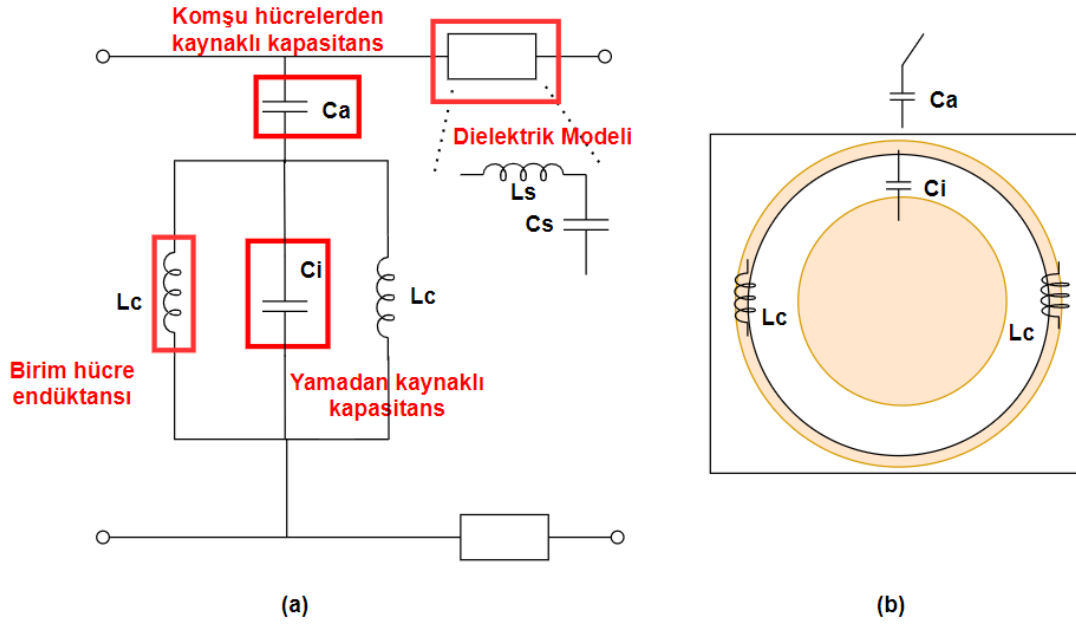 Komşu hücrelerden
kaynaklı kapasitans
Ca
Dielektrik Modeli
Ls
Cs
Ci
Lc
Lc
Birim hücre
endüktansı
Yamadan kaynaklı
kapasitans
(a)
Ca
Ci
Lc
Lc
(b)